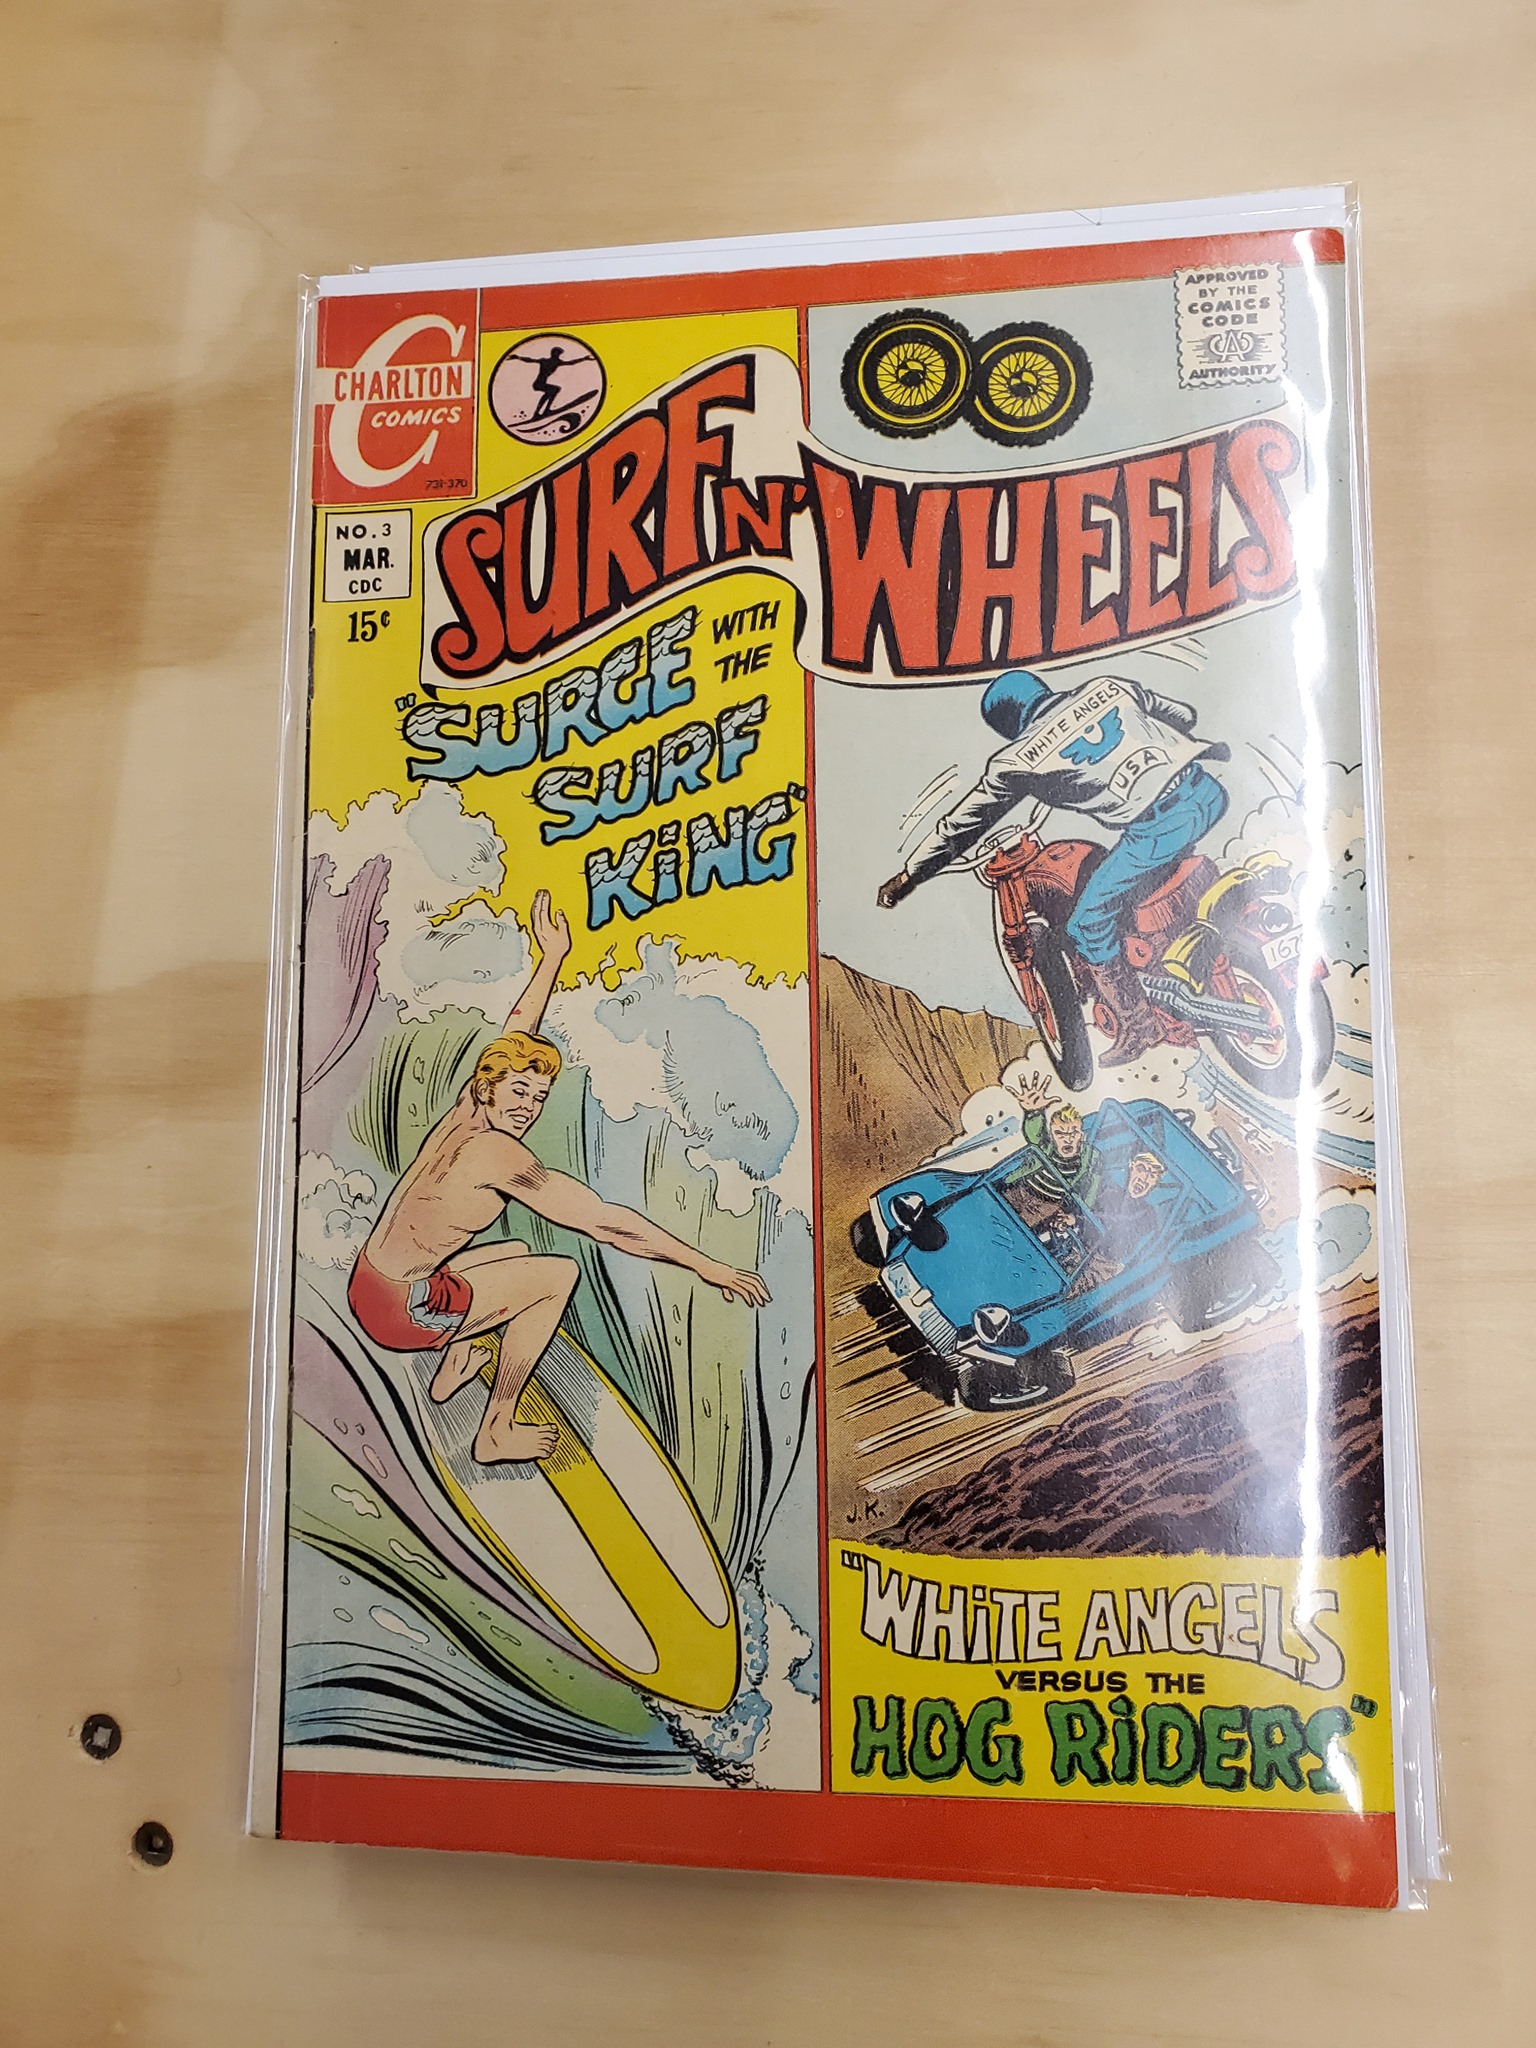 CHARLTON
COMICS
731-370
NO. 3
MAR.
CDC
15¢
APPROVED
BY THE
COMICS
CODE
CA
AUTHORITY
SURF N' WHEELS
"SURGE WITH
THE
SURF
KiNG"
WHITE ANGELS
USA
167
J.K.
"WHiTE ANGELS
VERSUS THE
HOG RiDERS"